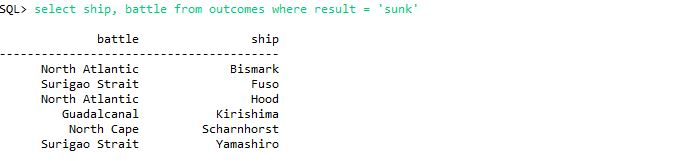 SQL> select ship, battle from outcomes where result = 'sunk'
battle ship
----------------------------------------
North Atlantic Bismark
Surigao Strait Fuso
North Atlantic Hood
Guadalcanal Kirishima
North Cape Scharnhorst
Surigao Strait Yamashiro